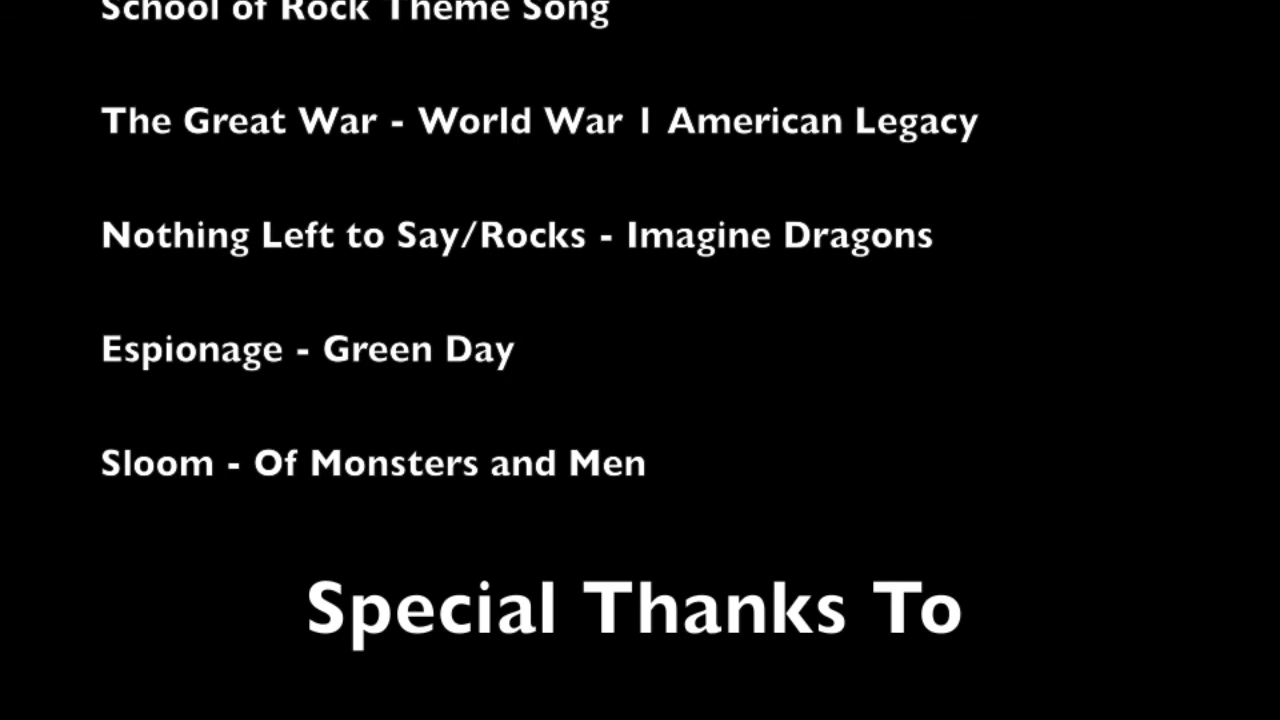 School of Rock Theme Song
The Great War - World War I American Legacy
Nothing Left to Say/Rocks - Imagine Dragons
Espionage - Green Day
Sloom - Of Monsters and Men
Special Thanks To